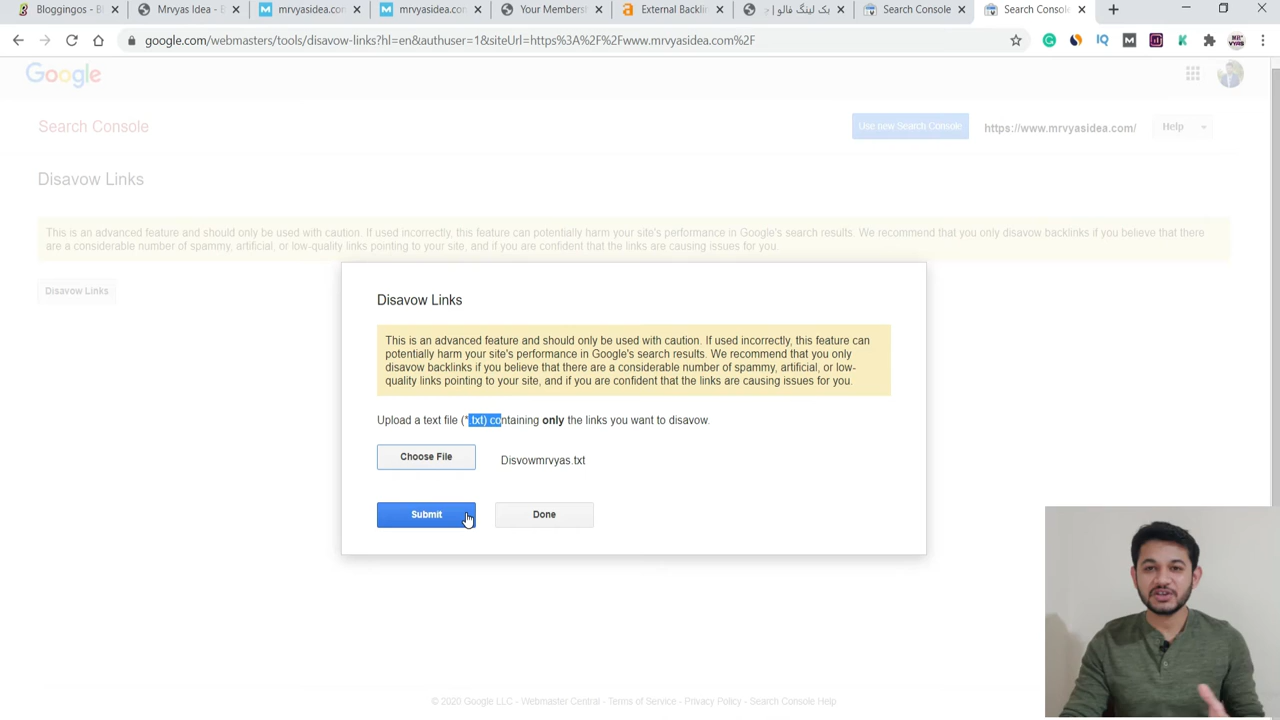 Bloggingos - B
Mrvyas Idea - B
mrvyasidea.com
mrvyasidea.com
Your Members
External Backli
بک لینک فالو | خ
Search Console
Search Console
google.com/webmasters/tools/disavow-links?hl=en&authuser=1&siteUrl=https%3A%2F%2Fwww.mrvyasidea.com%2F
Google
Search Console
Use new Search Console
https://www.mrvyasidea.com/
Help
Disavow Links
This is an advanced feature and should only be used with caution. If used incorrectly, this feature can potentially harm your site's performance in Google's search results. We recommend that you only disavow backlinks if you believe that there
are a considerable number of spammy, artificial, or low-quality links pointing to your site, and if you are confident that the links are causing issues for you.
Disavow Links
Disavow Links
This is an advanced feature and should only be used with caution. If used incorrectly, this feature can
potentially harm your site's performance in Google's search results. We recommend that you only
disavow backlinks if you believe that there are a considerable number of spammy, artificial, or low-
quality links pointing to your site, and if you are confident that the links are causing issues for you.
Upload a text file (*.txt) containing only the links you want to disavow.
Choose File
Disvowmrvyas.txt
Submit
Done
© 2020 Google LLC - Webmaster Central - Terms of Service - Privacy Policy - Search Console Help